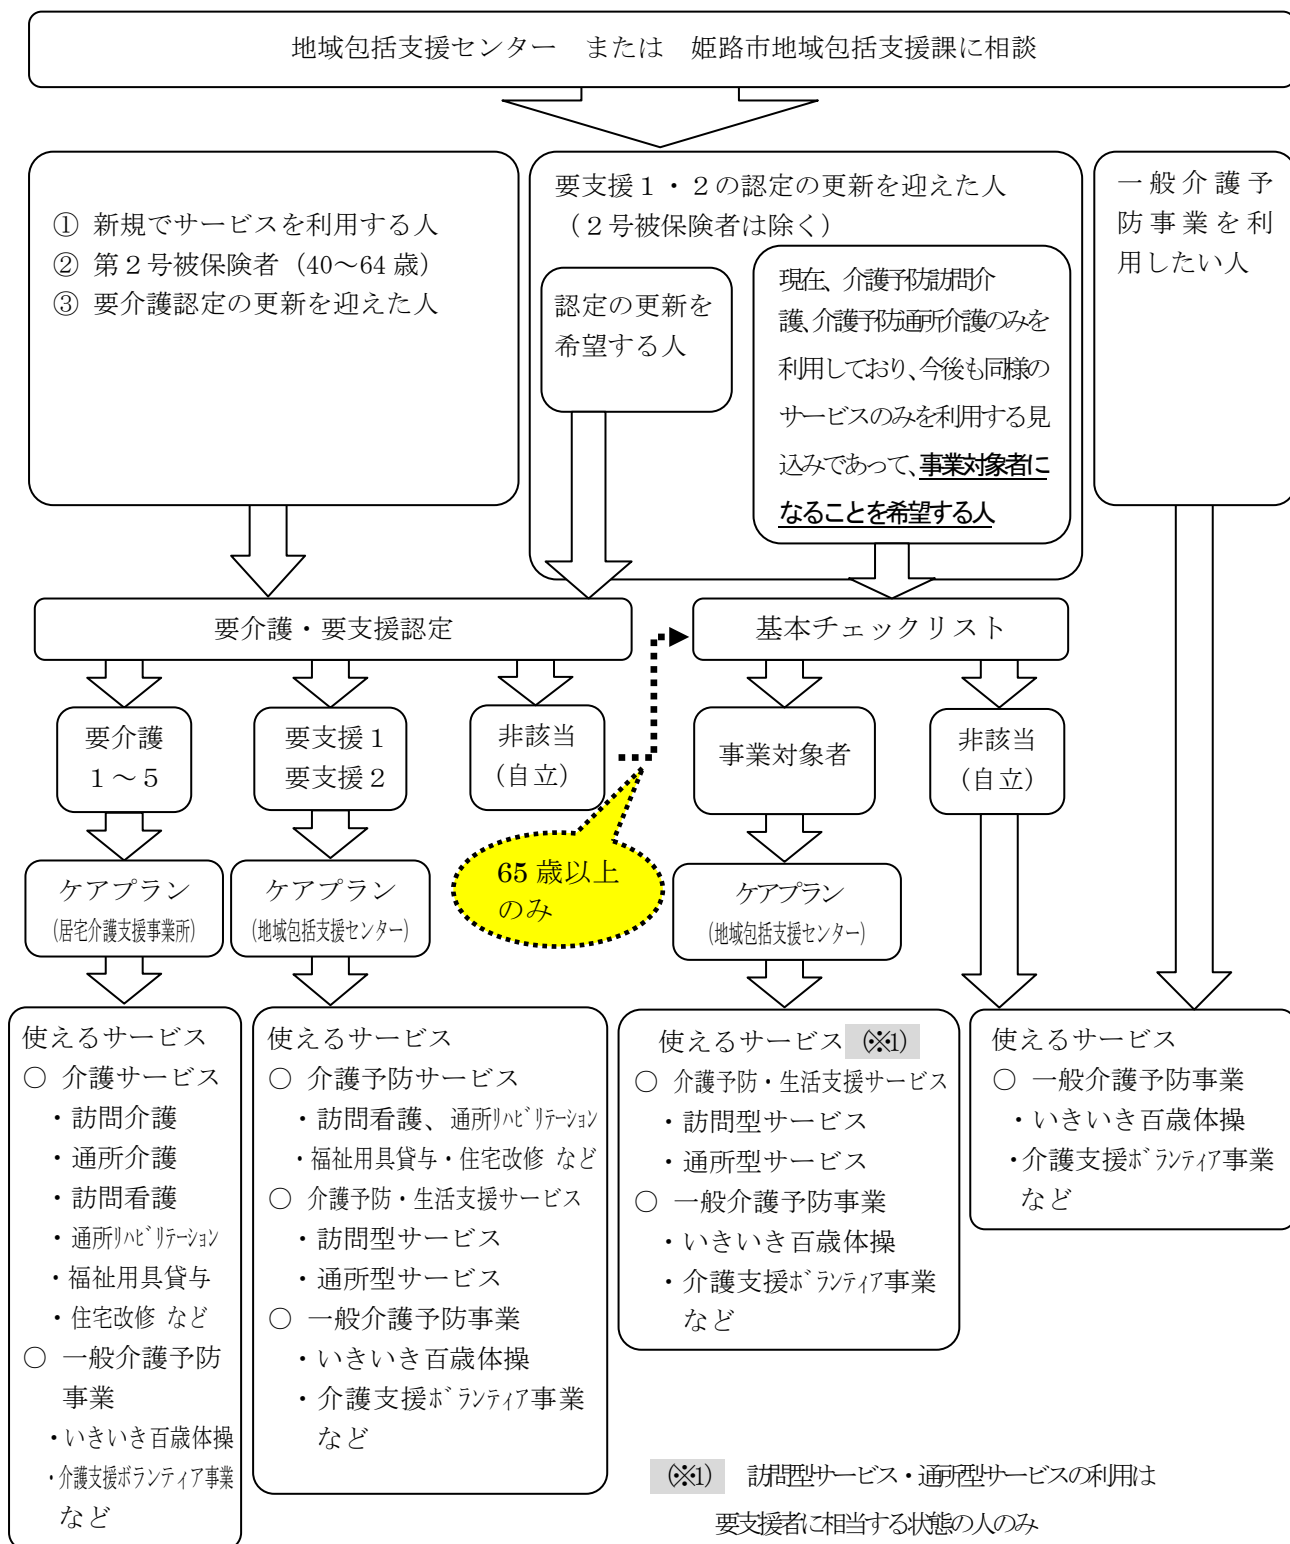 地域包括支援センター　または　姫路市地域包括支援課に相談
① 新規でサービスを利用する人
② 第２号被保険者（40～64 歳）
③ 要介護認定の更新を迎えた人
要支援１・２の認定の更新を迎えた人
（２号被保険者は除く）
認定の更新を
希望する人
現在、介護予防訪問介
護、介護予防通所介護のみを
利用しており、今後も同様の
サービスのみを利用する見
込みであって、事業対象者に
なることを希望する人
一般介護予
防事業を利
用したい人
要介護・要支援認定
基本チェックリスト
要介護
１～５
要支援１
要支援２
非該当
（自立）
65 歳以上
のみ
事業対象者
非該当
（自立）
ケアプラン
（居宅介護支援事業所）
ケアプラン
（地域包括支援センター）
ケアプラン
（地域包括支援センター）
使えるサービス
○ 介護サービス
・訪問介護
・通所介護
・訪問看護
・通所ﾘﾊﾋﾞﾘﾃｰｼｮﾝ
・福祉用具貸与
・住宅改修 など
○ 一般介護予防
事業
・いきいき百歳体操
・介護支援ボランティア事業
など
使えるサービス
○ 介護予防サービス
・訪問看護、通所ﾘﾊﾋﾞﾘﾃｰｼｮﾝ
・福祉用具貸与・住宅改修 など
○ 介護予防・生活支援サービス
・訪問型サービス
・通所型サービス
○ 一般介護予防事業
・いきいき百歳体操
・介護支援ﾎﾞﾗﾝﾃｨｱ事業
など
使えるサービス （※1）
○ 介護予防・生活支援サービス
・訪問型サービス
・通所型サービス
○ 一般介護予防事業
・いきいき百歳体操
・介護支援ﾎﾞﾗﾝﾃｨｱ事業
など
使えるサービス
○ 一般介護予防事業
・いきいき百歳体操
・介護支援ﾎﾞﾗﾝﾃｨｱ事業
など
（※1）　訪問型サービス・通所型サービスの利用は
要支援者に相当する状態の人のみ